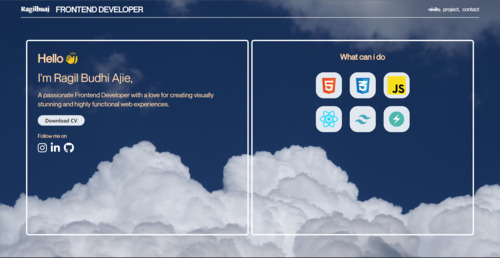 Ragilbuaj FRONTEND DEVELOPER
skills, project, contact
Hello
I'm Ragil Budhi Ajie,
A passionate Frontend Developer with a love for creating visually
stunning and highly functional web experiences.
Download CV
Follow me on
What can i do
JS